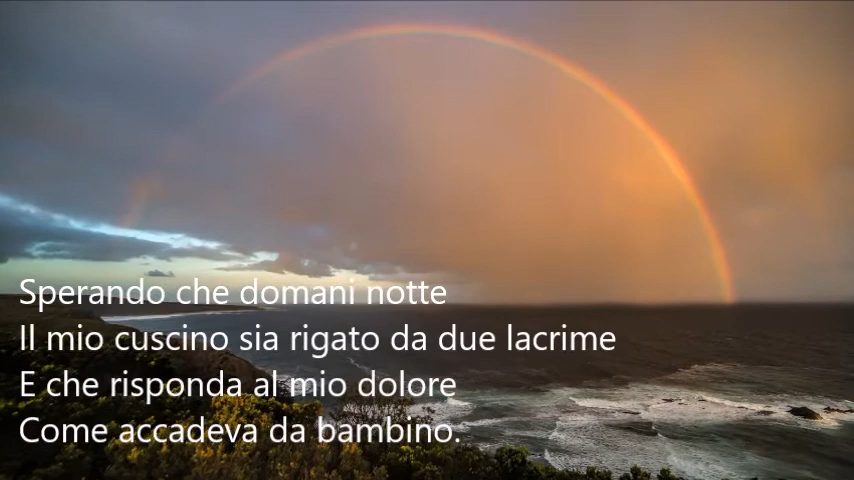 Sperando che domani notte
Il mio cuscino sia rigato da due lacrime
E che risponda al mio dolore
Come accadeva da bambino.